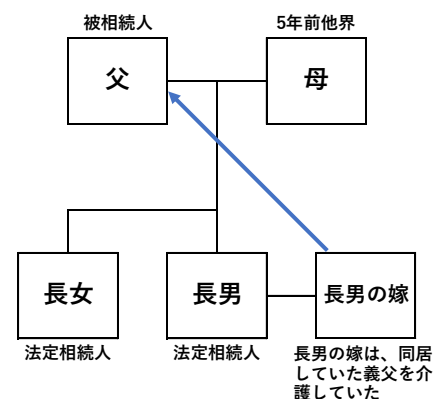 被相続人
5年前他界
父
母
長女
長男
長男の嫁
法定相続人
法定相続人
長男の嫁は、同居
していた義父を介
護していた